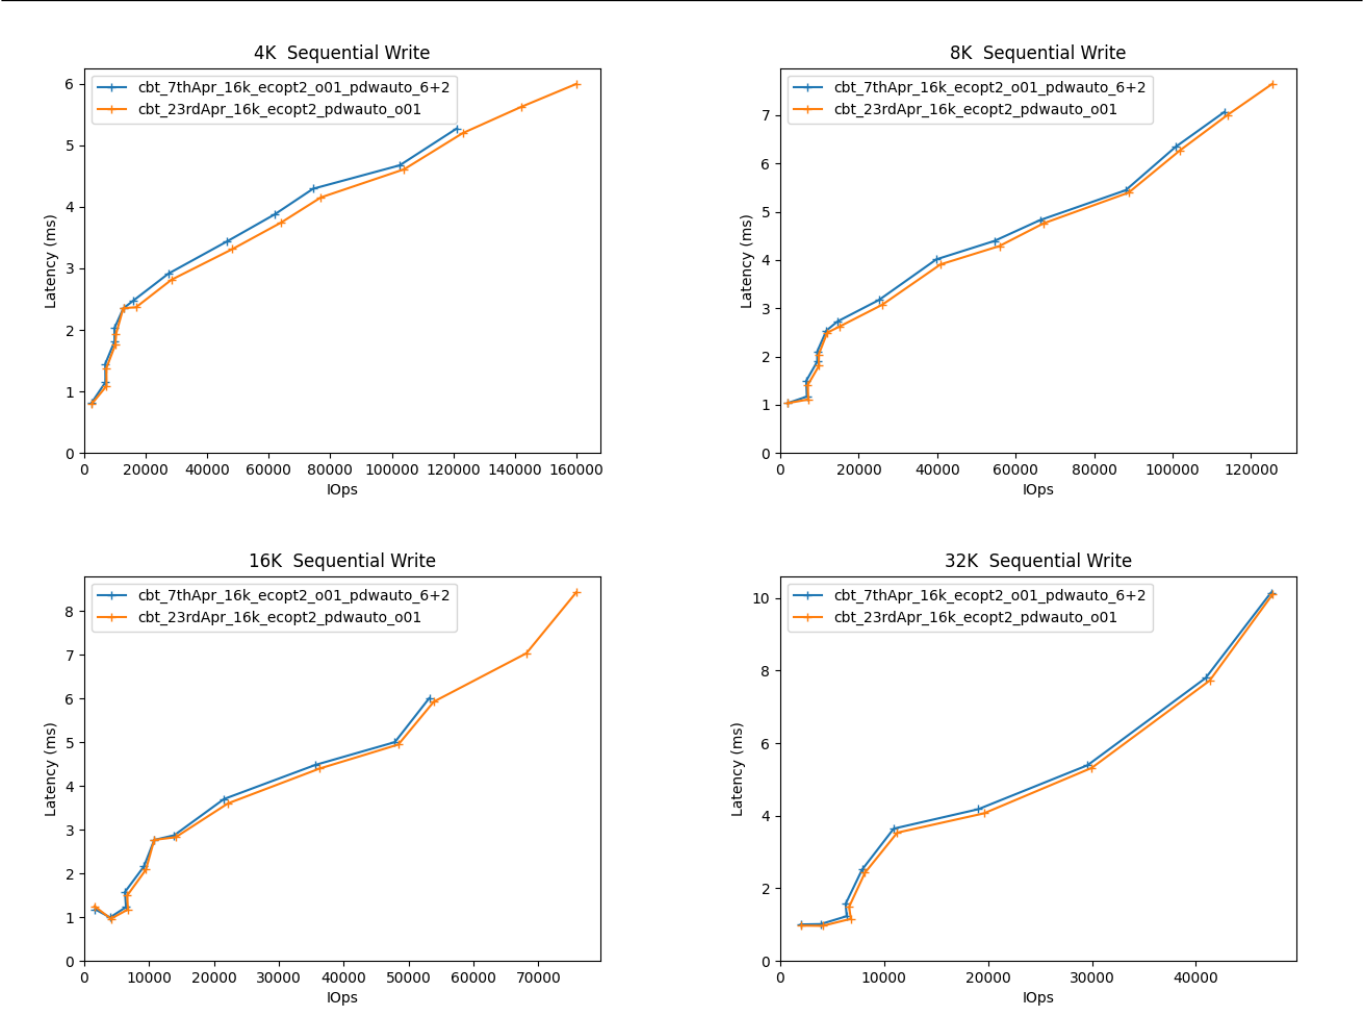 4K  Sequential Write
cbt_7thApr_16k_ecopt2_o01_pdwauto_6+2
cbt_23rdApr_16k_ecopt2_pdwauto_o01
6
5
4
3
2
1
0
Latency (ms)
0 20000 40000 60000 80000 100000 120000 140000 160000
IOps
8K  Sequential Write
cbt_7thApr_16k_ecopt2_o01_pdwauto_6+2
cbt_23rdApr_16k_ecopt2_pdwauto_o01
7
6
5
4
3
2
1
0
Latency (ms)
0 20000 40000 60000 80000 100000 120000
IOps
16K  Sequential Write
cbt_7thApr_16k_ecopt2_o01_pdwauto_6+2
cbt_23rdApr_16k_ecopt2_pdwauto_o01
8
7
6
5
4
3
2
1
0
Latency (ms)
0 10000 20000 30000 40000 50000 60000 70000
IOps
32K  Sequential Write
cbt_7thApr_16k_ecopt2_o01_pdwauto_6+2
cbt_23rdApr_16k_ecopt2_pdwauto_o01
10
8
6
4
2
0
Latency (ms)
0 10000 20000 30000 40000
IOps